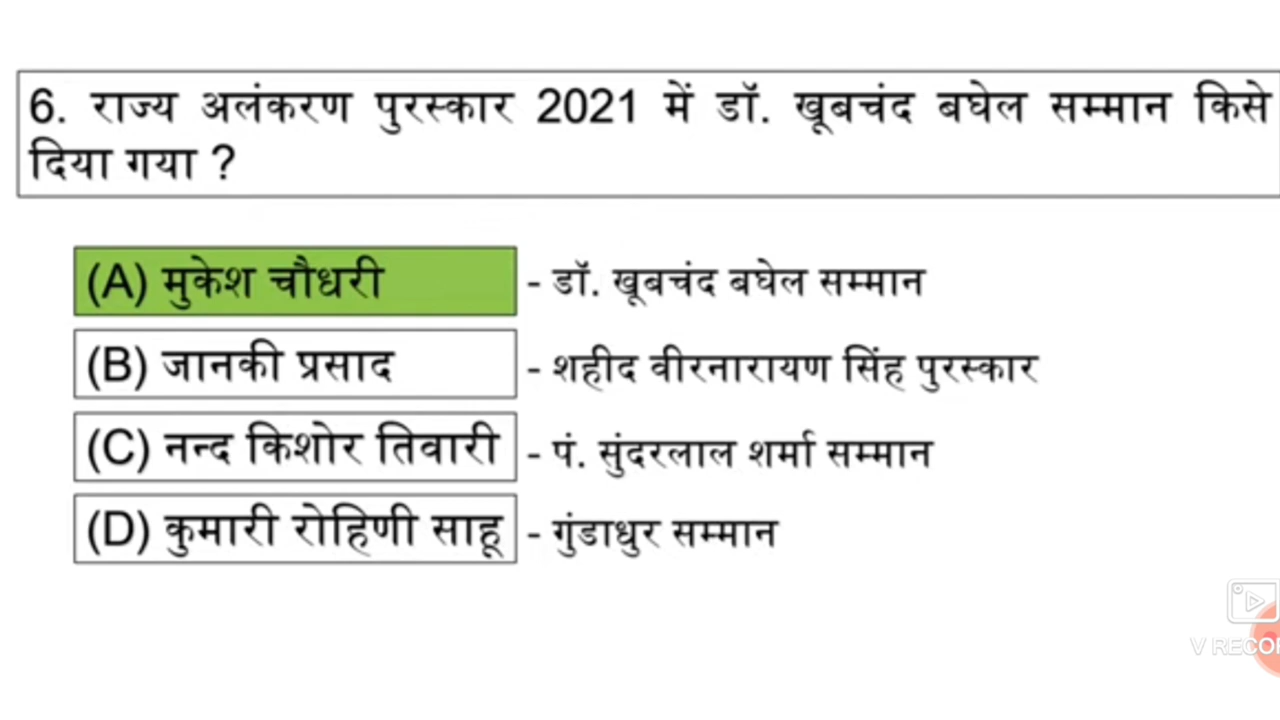 6. राज्य अलंकरण पुरस्कार 2021 में डॉ. खूबचंद बघेल सम्मान किसे
दिया गया ?
(A) मुकेश चौधरी - डॉ. खूबचंद बघेल सम्मान
(B) जानकी प्रसाद - शहीद वीरनारायण सिंह पुरस्कार
(C) नन्द किशोर तिवारी - पं. सुंदरलाल शर्मा सम्मान
(D) कुमारी रोहिणी साहू - गुंडाधुर सम्मान